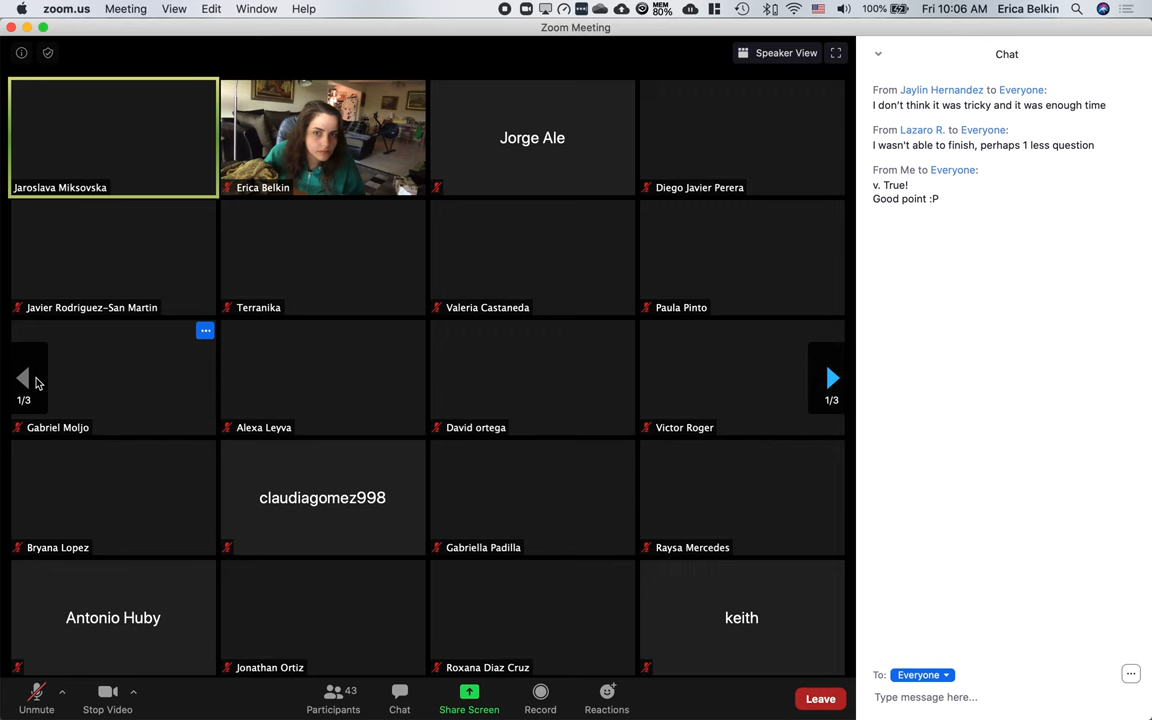 zoom.us Meeting View Edit Window Help MEM 80% 100% Fri 10:06 AM Erica Belkin
Zoom Meeting
Speaker View
Jaroslava Miksovska
Erica Belkin
Jorge Ale
Diego Javier Perera
Javier Rodriguez-San Martin
Terranika
Valeria Castaneda
Paula Pinto
1/3
Gabriel Moljo
Alexa Leyva
David ortega
Victor Roger
1/3
Bryana Lopez
claudiagomez998
Gabriella Padilla
Raysa Mercedes
Antonio Huby
Jonathan Ortiz
Roxana Diaz Cruz
keith
Unmute
Stop Video
43
Participants
Chat
Share Screen
Record
Reactions
Leave
Chat
From Jaylin Hernandez to Everyone:
I don't think it was tricky and it was enough time
From Lazaro R. to Everyone:
I wasn't able to finish, perhaps 1 less question
From Me to Everyone:
v. True!
Good point :P
To: Everyone
Type message here...